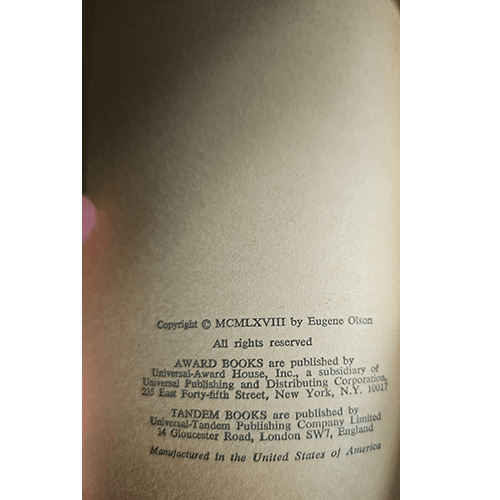 Copyright © MCMLXVIII by Eugene Olson
All rights reserved
AWARD BOOKS are published by
Universal-Award House, Inc., a subsidiary of
Universal Publishing and Distributing Corporation,
235 East Forty-fifth Street, New York, N.Y. 10017
TANDEM BOOKS are published by
Universal-Tandem Publishing Company Limited
14 Gloucester Road, London SW7, England
Manufactured in the United States of America